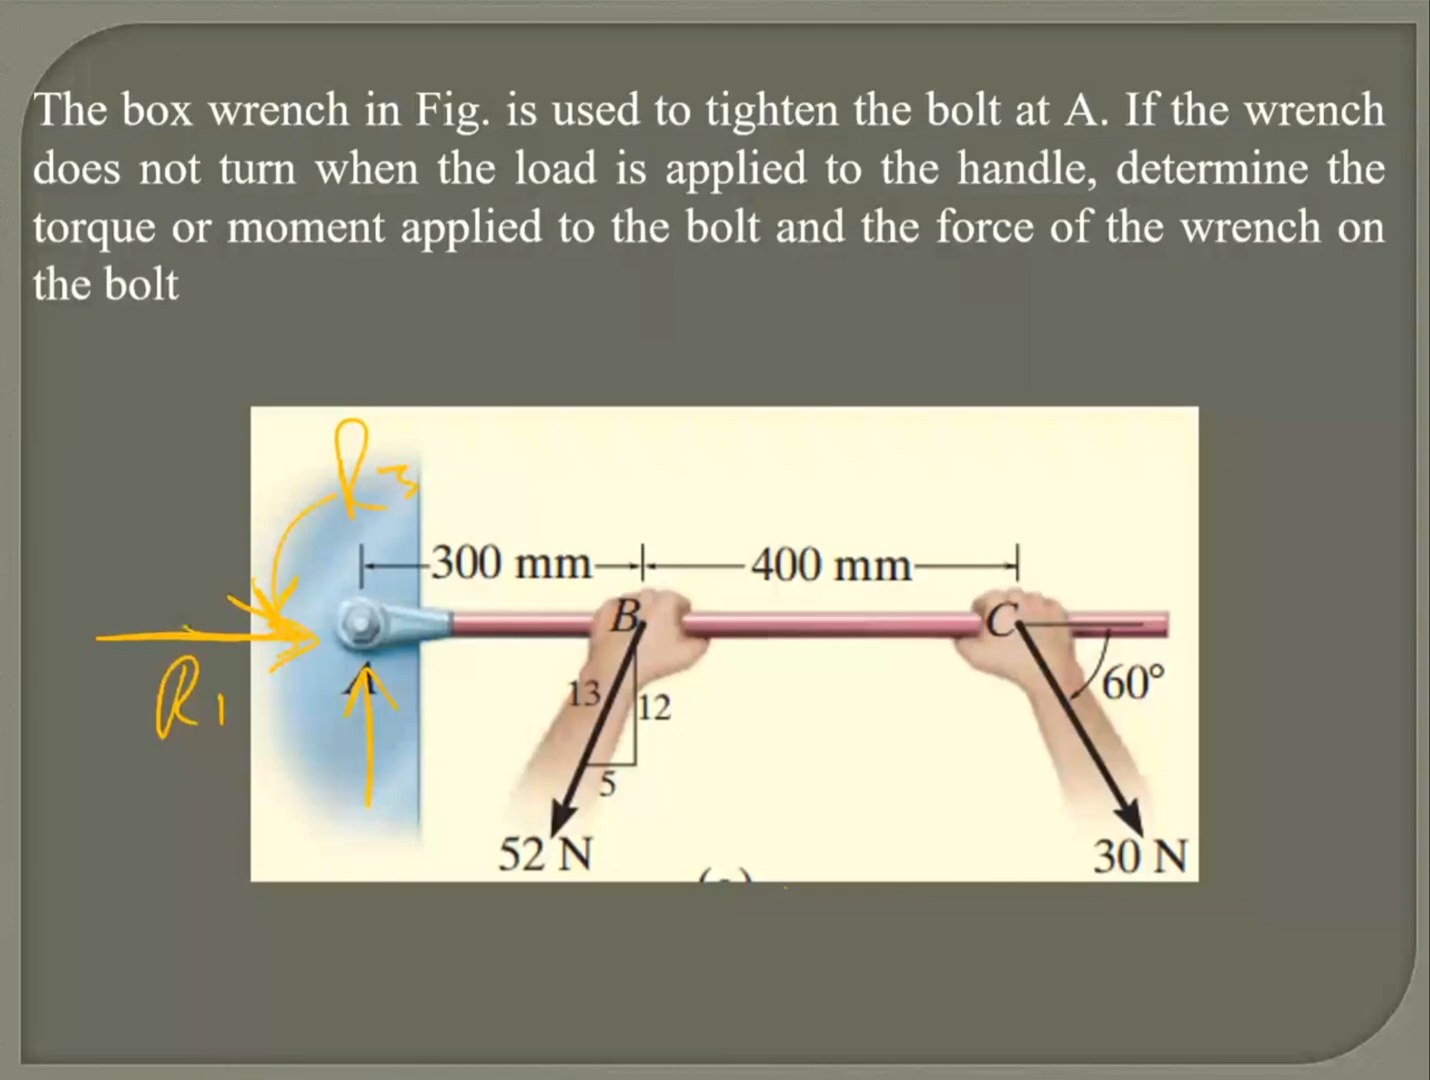 The box wrench in Fig. is used to tighten the bolt at A. If the wrench
does not turn when the load is applied to the handle, determine the
torque or moment applied to the bolt and the force of the wrench on
the bolt
R3
300 mm 400 mm
B C
A
R1
13 12 60°
5
52 N 30 N